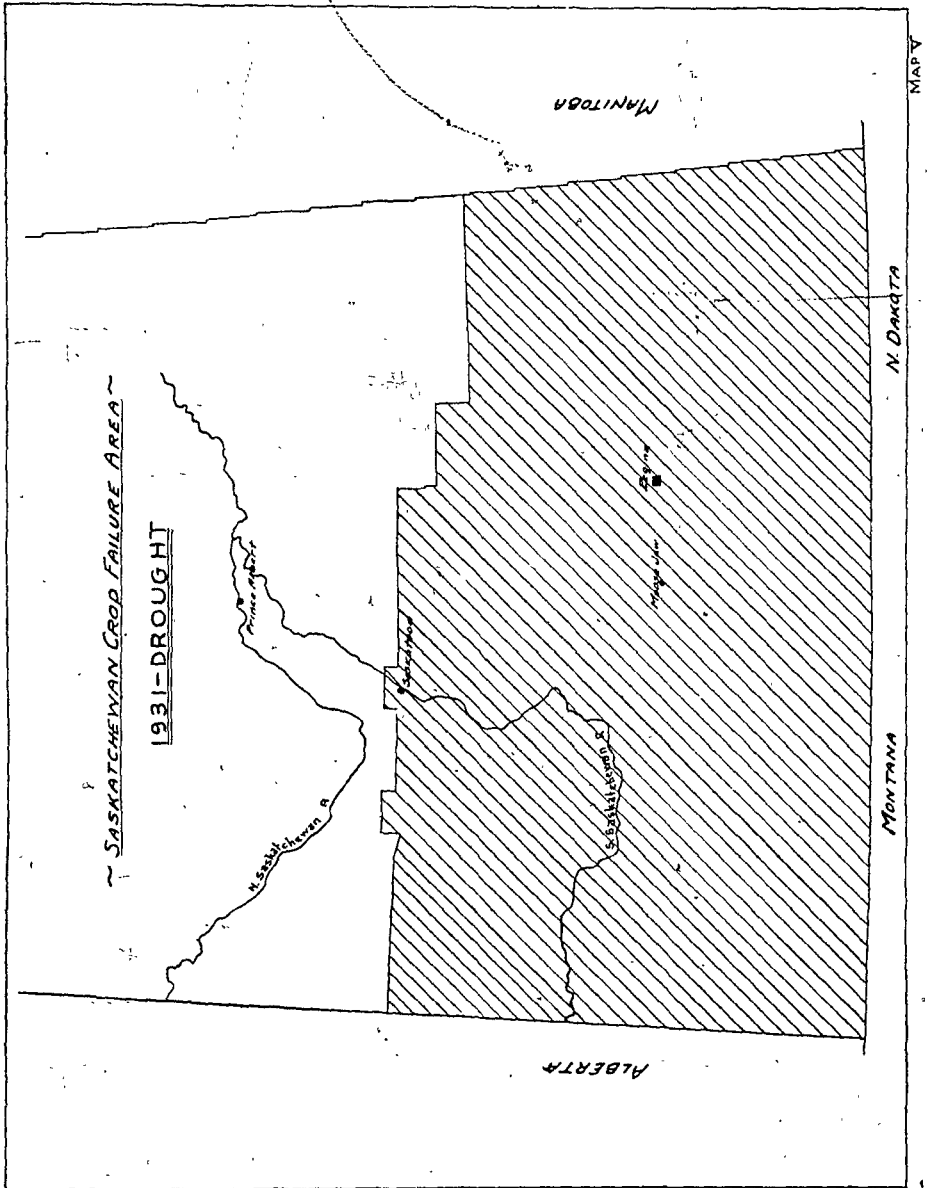 MAP V
~ SASKATCHEWAN CROP FAILURE AREA ~
1931-DROUGHT
N. Saskatchewan R
Prince Albert
Saskatoon
S. Saskatchewan R
Moose Jaw
Regina
ALBERTA
MANITOBA
MONTANA
N. DAKOTA